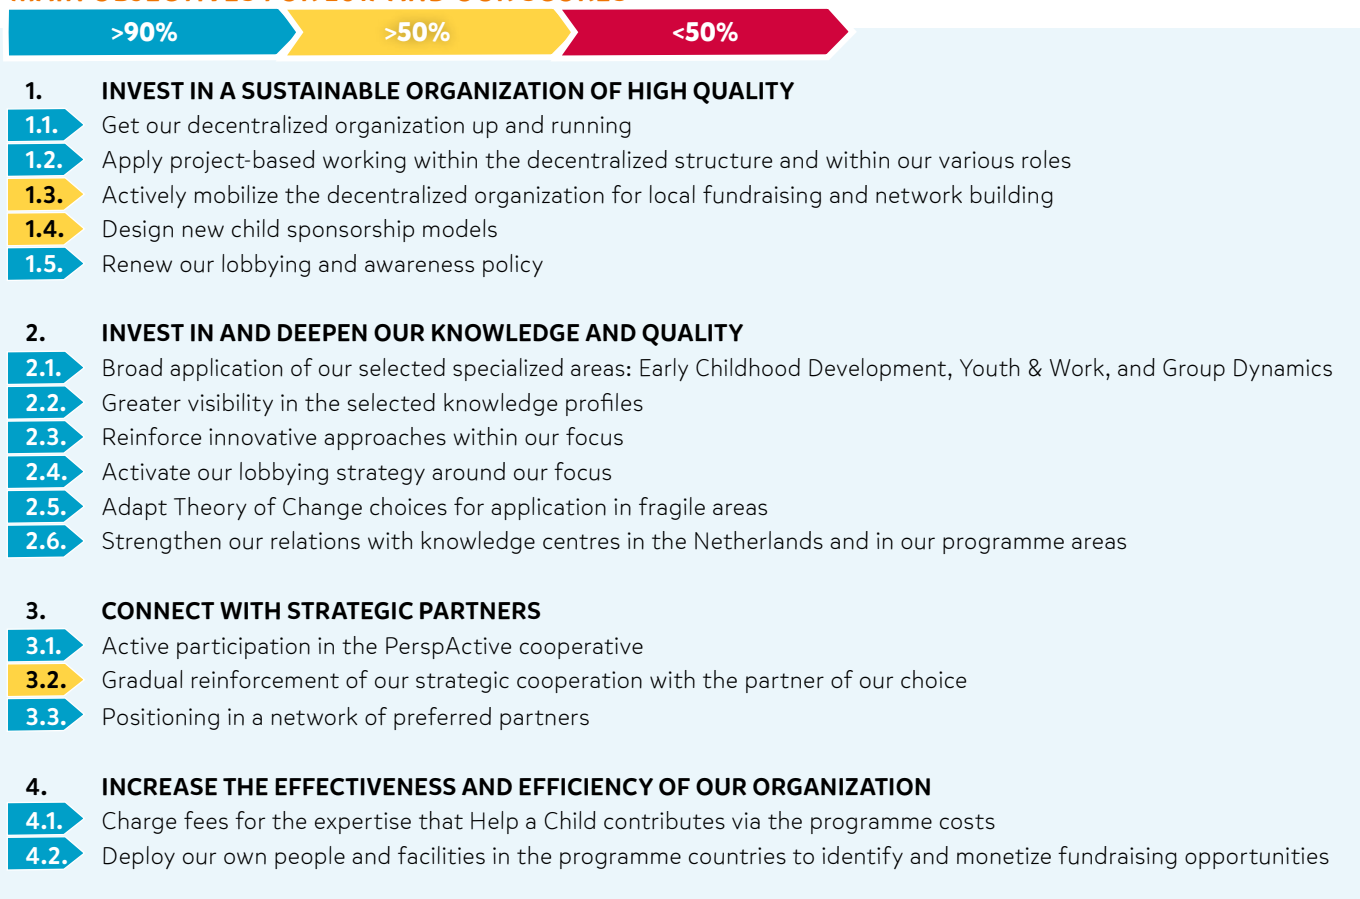 >90% >50% <50%
1. INVEST IN A SUSTAINABLE ORGANIZATION OF HIGH QUALITY
1.1. Get our decentralized organization up and running
1.2. Apply project-based working within the decentralized structure and within our various roles
1.3. Actively mobilize the decentralized organization for local fundraising and network building
1.4. Design new child sponsorship models
1.5. Renew our lobbying and awareness policy
2. INVEST IN AND DEEPEN OUR KNOWLEDGE AND QUALITY
2.1. Broad application of our selected specialized areas: Early Childhood Development, Youth & Work, and Group Dynamics
2.2. Greater visibility in the selected knowledge profiles
2.3. Reinforce innovative approaches within our focus
2.4. Activate our lobbying strategy around our focus
2.5. Adapt Theory of Change choices for application in fragile areas
2.6. Strengthen our relations with knowledge centres in the Netherlands and in our programme areas
3. CONNECT WITH STRATEGIC PARTNERS
3.1. Active participation in the PerspActive cooperative
3.2. Gradual reinforcement of our strategic cooperation with the partner of our choice
3.3. Positioning in a network of preferred partners
4. INCREASE THE EFFECTIVENESS AND EFFICIENCY OF OUR ORGANIZATION
4.1. Charge fees for the expertise that Help a Child contributes via the programme costs
4.2. Deploy our own people and facilities in the programme countries to identify and monetize fundraising opportunities